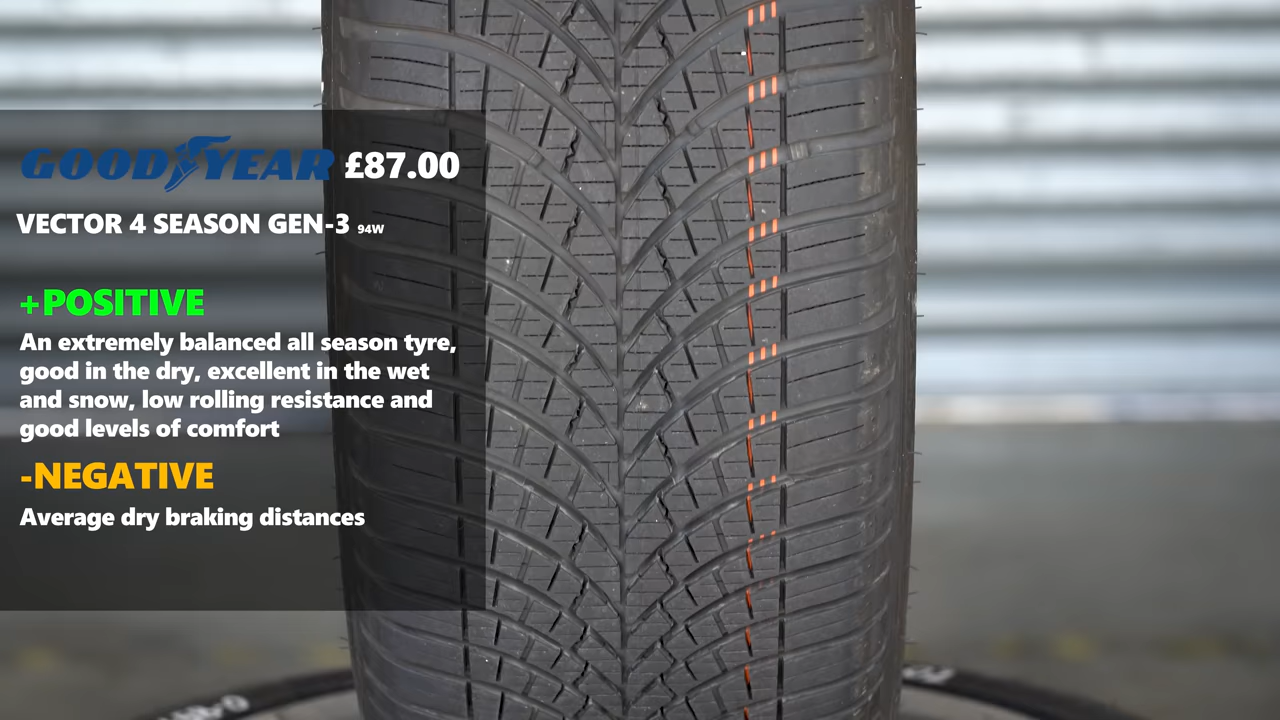 GOODYEAR £87.00
VECTOR 4 SEASON GEN-3 94W
+POSITIVE
An extremely balanced all season tyre,
good in the dry, excellent in the wet
and snow, low rolling resistance and
good levels of comfort
-NEGATIVE
Average dry braking distances